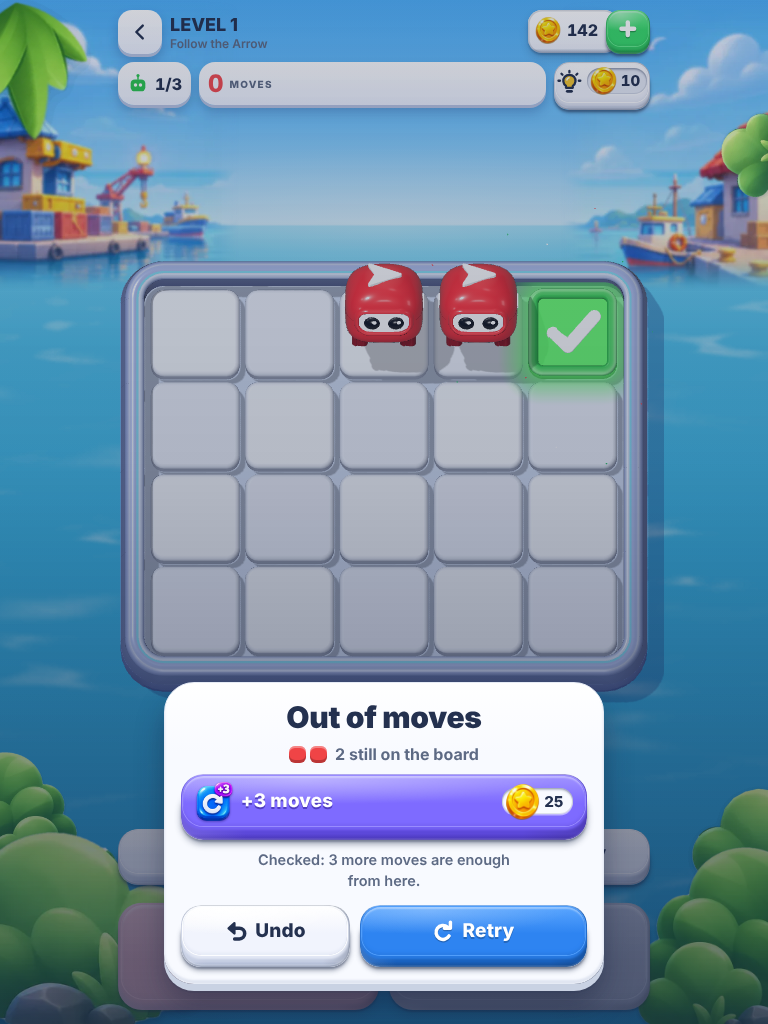 LEVEL 1
Follow the Arrow
142
1/3
0 MOVES
10
Out of moves
2 still on the board
+3
+3 moves
25
Checked: 3 more moves are enough
from here.
Undo
Retry